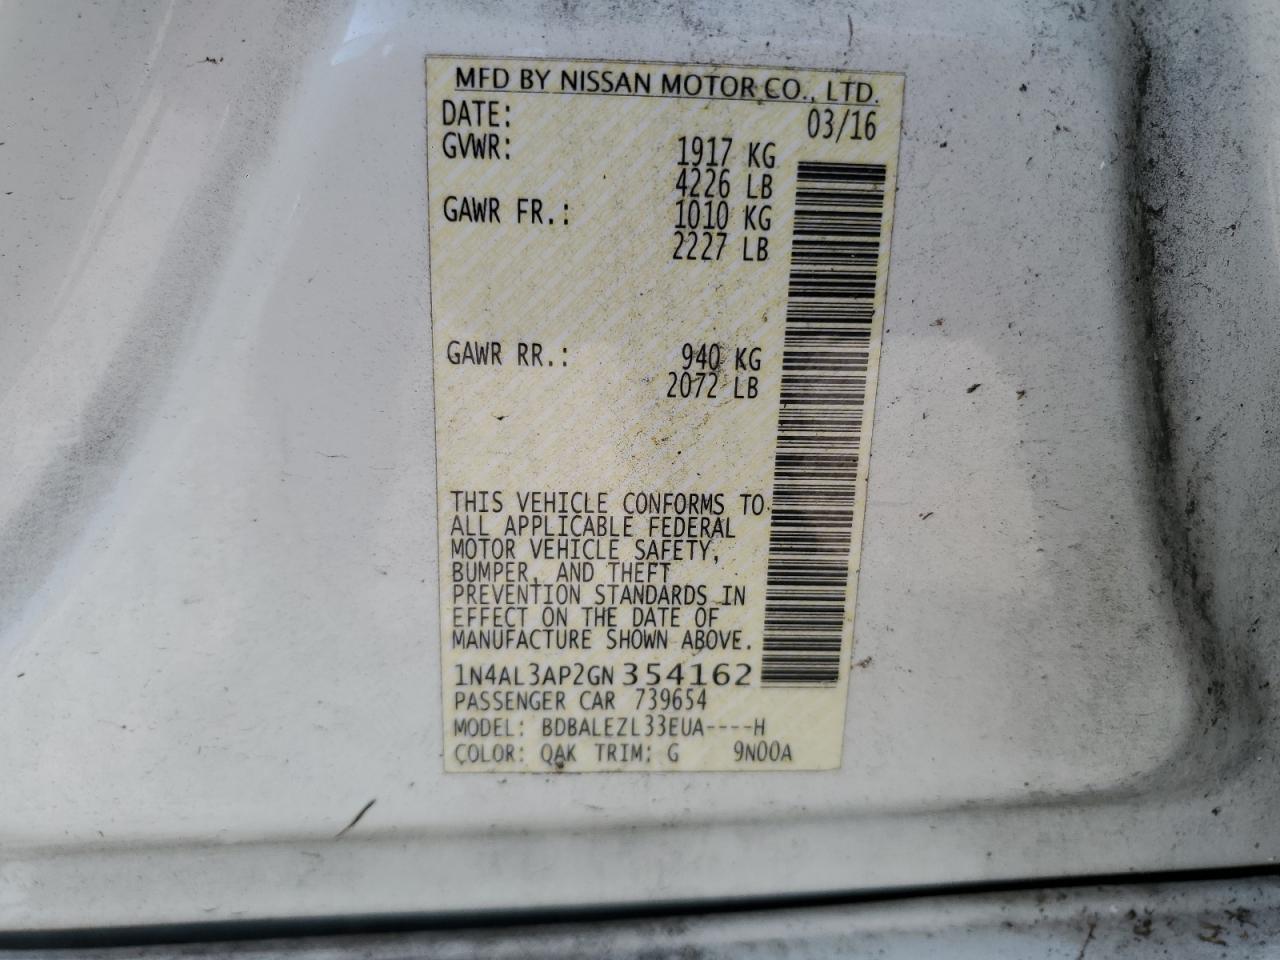 MFD BY NISSAN MOTOR CO., LTD.
DATE: 03/16
GVWR: 1917 KG
4226 LB
GAWR FR.: 1010 KG
2227 LB
GAWR RR.: 940 KG
2072 LB
THIS VEHICLE CONFORMS TO
ALL APPLICABLE FEDERAL
MOTOR VEHICLE SAFETY,
BUMPER, AND THEFT
PREVENTION STANDARDS IN
EFFECT ON THE DATE OF
MANUFACTURE SHOWN ABOVE.
1N4AL3AP2GN354162
PASSENGER CAR 739654
MODEL: BDBALEZL33EUA----H
COLOR: QAK TRIM: G 9N00A